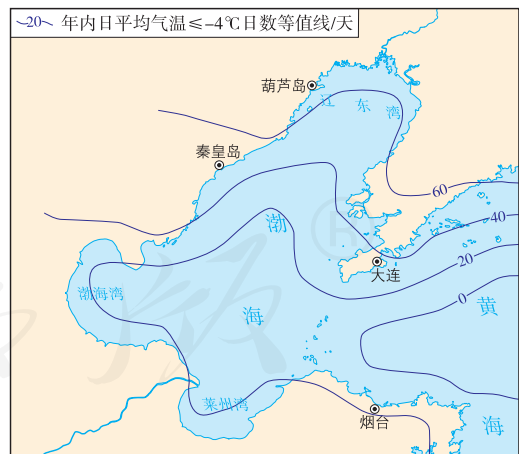 20 年内日平均气温≤-4℃日数等值线/天
葫芦岛
辽东湾
秦皇岛
60
渤
40
20
大连
渤海湾
0
海
黄
莱州湾
烟台
海